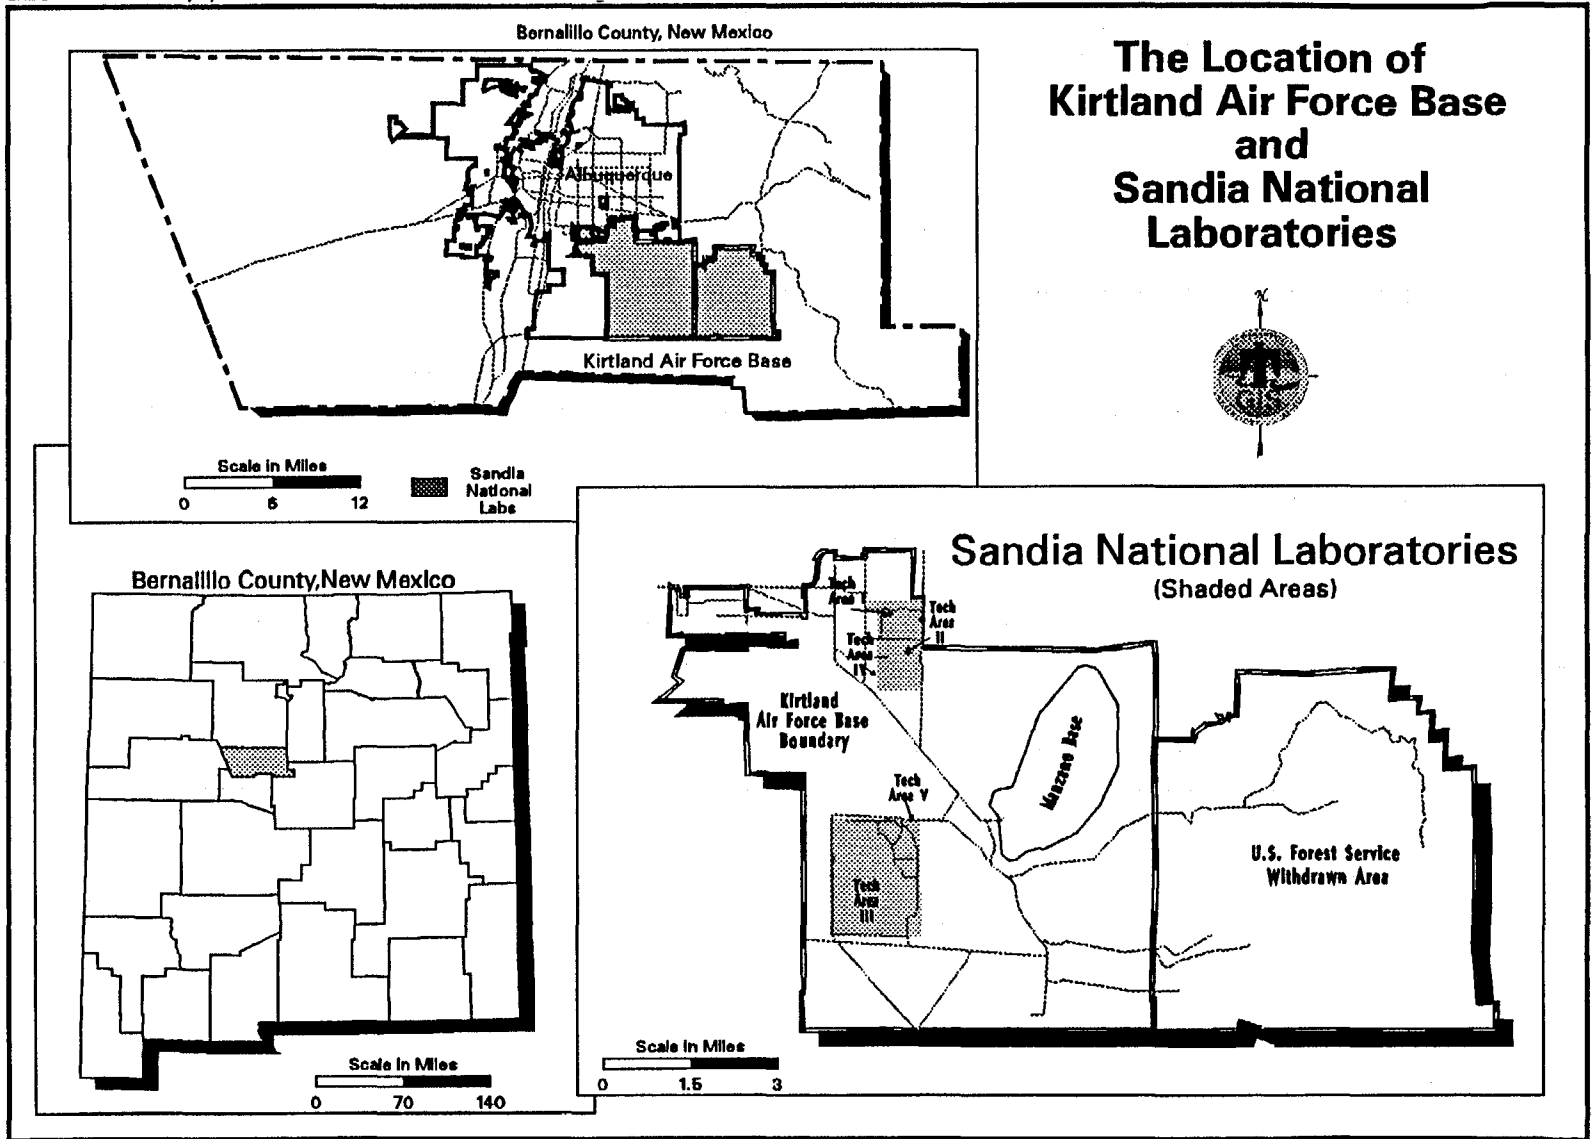 Bernalillo County, New Mexico
The Location of
Kirtland Air Force Base
and
Sandia National
Laboratories
Albuquerque
Kirtland Air Force Base
N
GIS
Scale in Miles
0 6 12
Sandia
National
Labs
Bernalillo County,New Mexico
Scale in Miles
0 70 140
Sandia National Laboratories
(Shaded Areas)
Tech
Area I
Tech
Area
II
Tech
Area
IV
Kirtland
Air Force Base
Boundary
Manzano Base
Tech
Area V
Tech
Area
III
U.S. Forest Service
Withdrawn Area
Scale in Miles
0 1.5 3